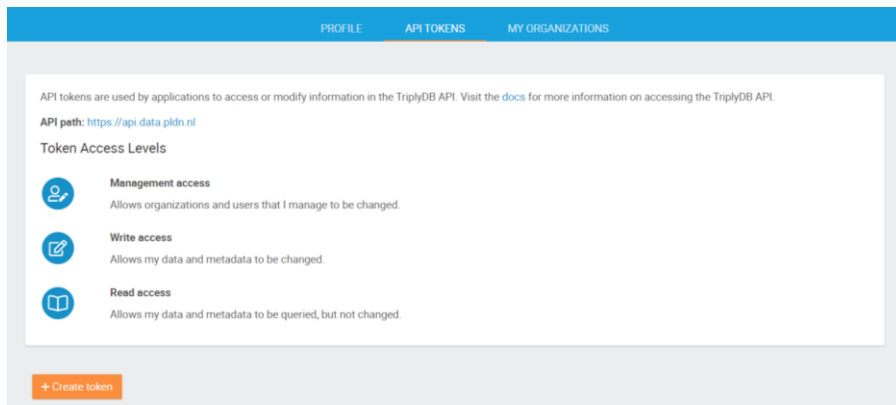 PROFILE API TOKENS MY ORGANIZATIONS
API tokens are used by applications to access or modify information in the TriplyDB API. Visit the docs for more information on accessing the TriplyDB API.
API path: https://api.data.pldn.nl
Token Access Levels
Management access
Allows organizations and users that I manage to be changed.
Write access
Allows my data and metadata to be changed.
Read access
Allows my data and metadata to be queried, but not changed.
+ Create token